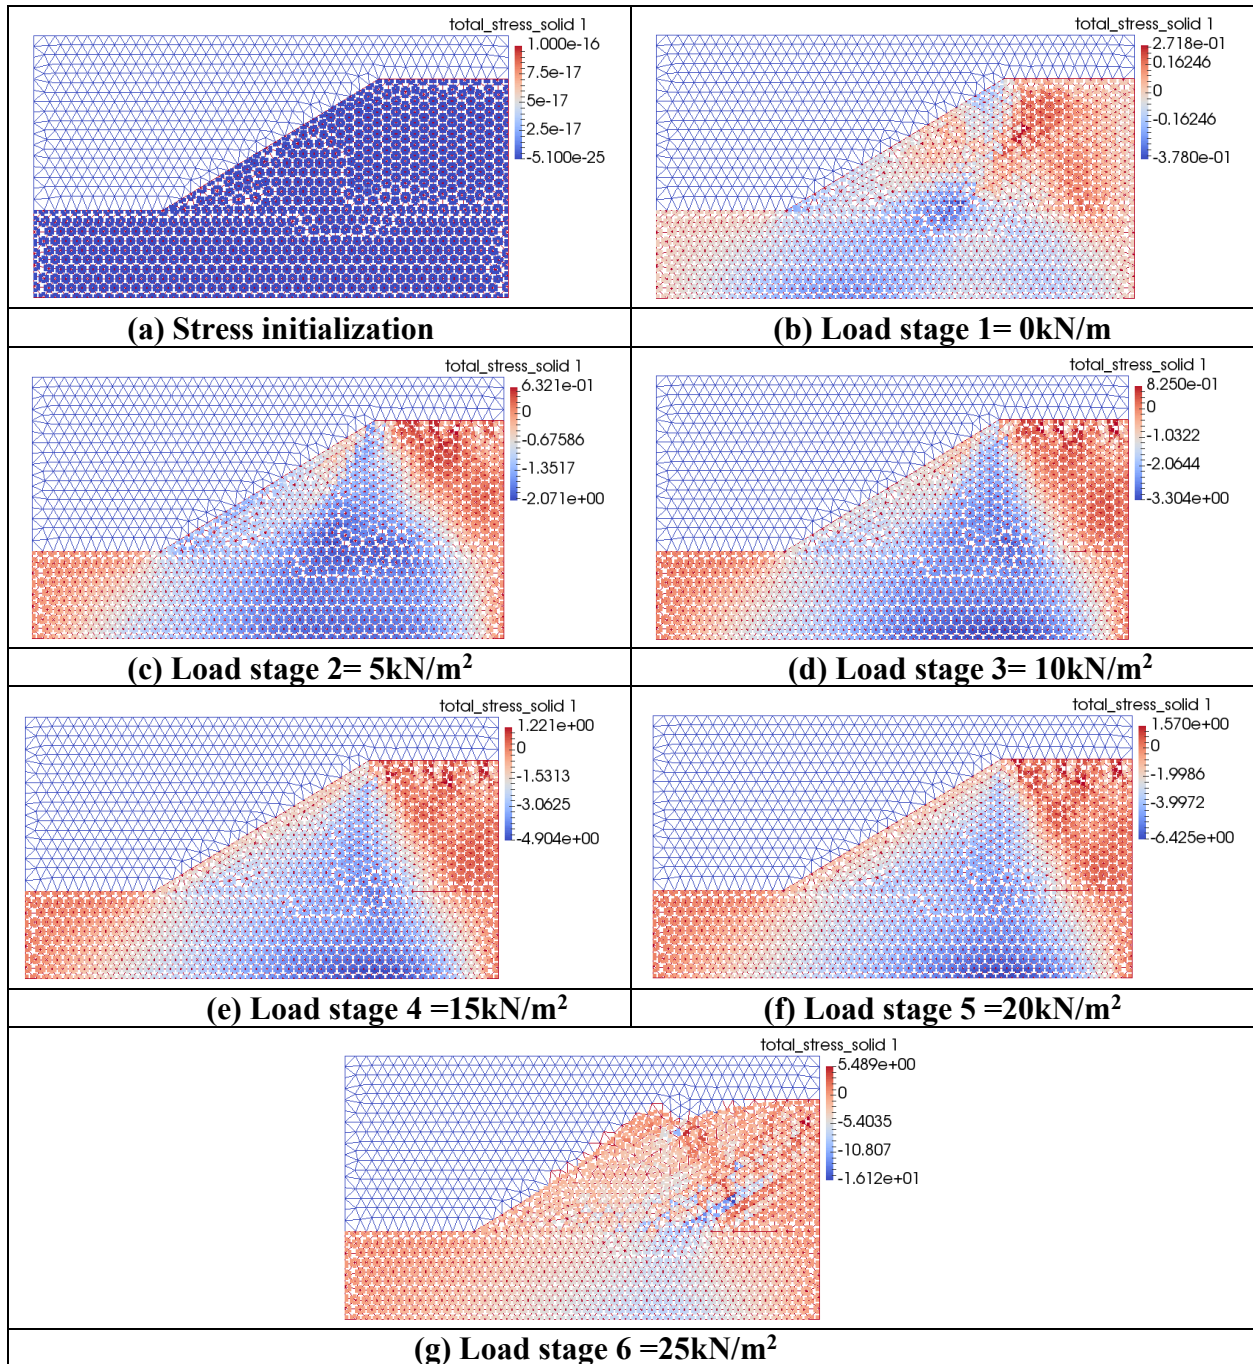 total_stress_solid 1
1.000e-16
7.5e-17
5e-17
2.5e-17
-5.100e-25
(a) Stress initialization
total_stress_solid 1
2.718e-01
0.16246
-0.16246
-3.780e-01
(b) Load stage 1= 0kN/m
total_stress_solid 1
6.321e-01
0
-0.67586
-1.3517
-2.071e+00
(c) Load stage 2= 5kN/m²
total_stress_solid 1
8.250e-01
0
-1.0322
-2.0644
-3.304e+00
(d) Load stage 3= 10kN/m²
total_stress_solid 1
1.221e+00
0
-1.5313
-3.0625
-4.904e+00
(e) Load stage 4 =15kN/m²
total_stress_solid 1
1.570e+00
0
-1.9986
-3.9972
-6.425e+00
(f) Load stage 5 =20kN/m²
total_stress_solid 1
5.489e+00
0
-5.4035
-10.807
-1.612e+01
(g) Load stage 6 =25kN/m²